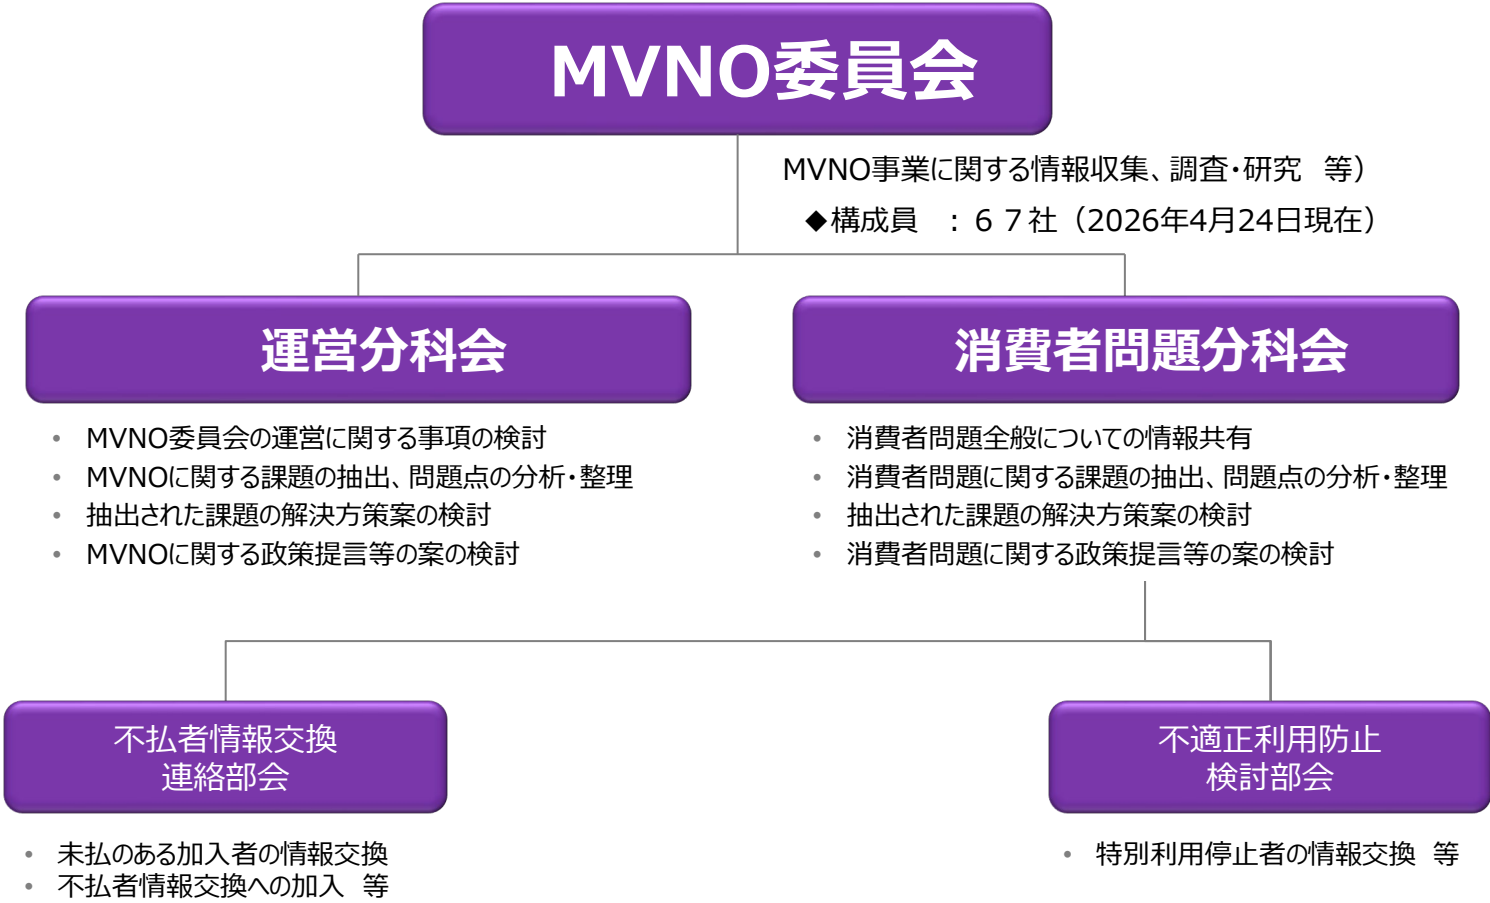 MVNO委員会
MVNO事業に関する情報収集、調査・研究　等）
◆構成員　：６７社（2026年4月24日現在）
運営分科会
• MVNO委員会の運営に関する事項の検討
• MVNOに関する課題の抽出、問題点の分析・整理
• 抽出された課題の解決方策案の検討
• MVNOに関する政策提言等の案の検討
消費者問題分科会
• 消費者問題全般についての情報共有
• 消費者問題に関する課題の抽出、問題点の分析・整理
• 抽出された課題の解決方策案の検討
• 消費者問題に関する政策提言等の案の検討
不払者情報交換
連絡部会
• 未払のある加入者の情報交換
• 不払者情報交換への加入　等
不適正利用防止
検討部会
• 特別利用停止者の情報交換　等